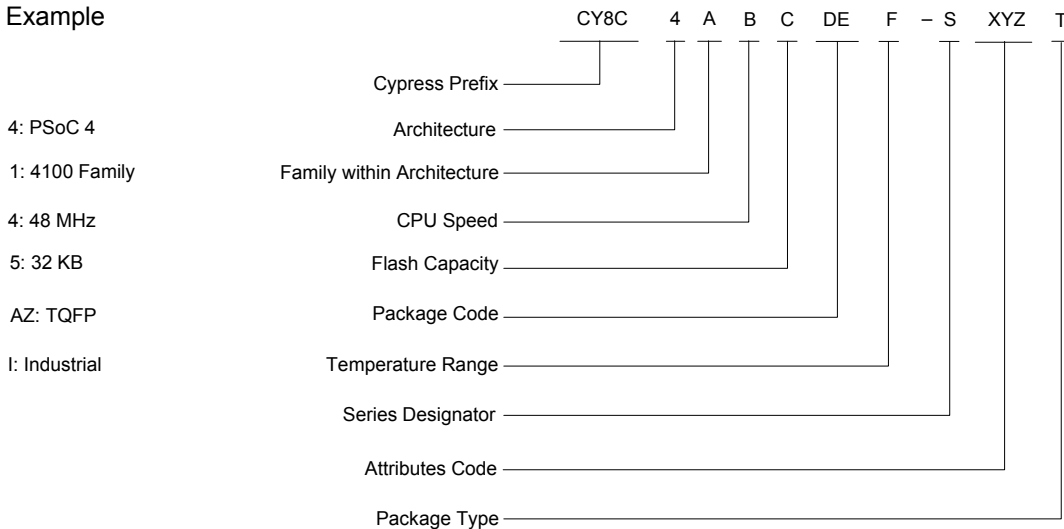 Example
CY8C 4 A B C DE F – S XYZ T
Cypress Prefix
4: PSoC 4 Architecture
1: 4100 Family Family within Architecture
4: 48 MHz CPU Speed
5: 32 KB Flash Capacity
AZ: TQFP Package Code
I: Industrial Temperature Range
Series Designator
Attributes Code
Package Type